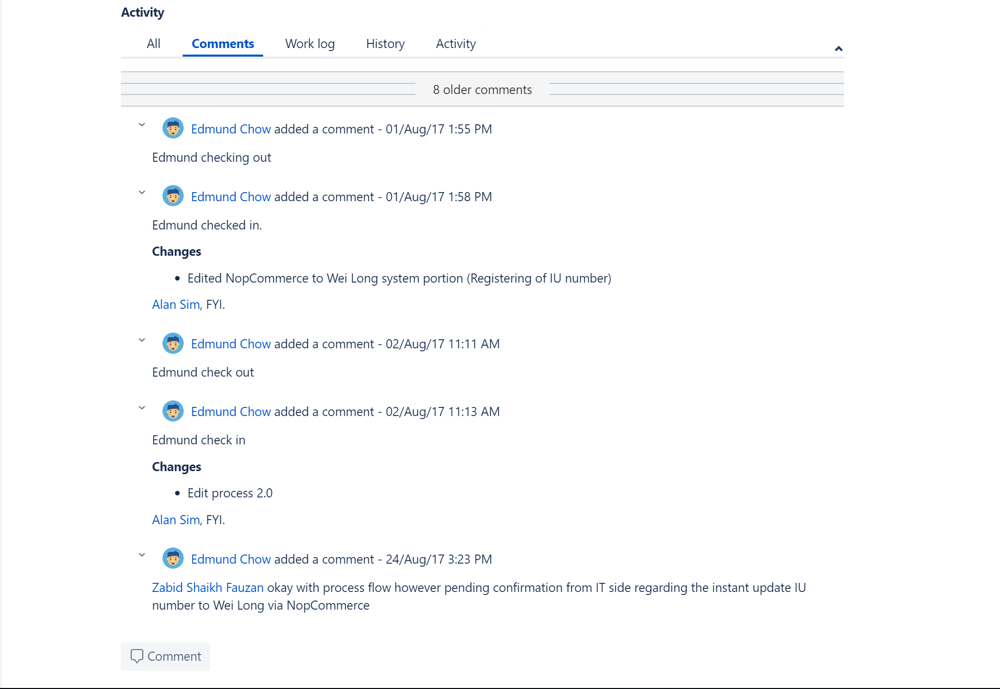 Activity
All Comments Work log History Activity
8 older comments
Edmund Chow added a comment - 01/Aug/17 1:55 PM
Edmund checking out
Edmund Chow added a comment - 01/Aug/17 1:58 PM
Edmund checked in.
Changes
• Edited NopCommerce to Wei Long system portion (Registering of IU number)
Alan Sim, FYI.
Edmund Chow added a comment - 02/Aug/17 11:11 AM
Edmund check out
Edmund Chow added a comment - 02/Aug/17 11:13 AM
Edmund check in
Changes
• Edit process 2.0
Alan Sim, FYI.
Edmund Chow added a comment - 24/Aug/17 3:23 PM
Zabid Shaikh Fauzan okay with process flow however pending confirmation from IT side regarding the instant update IU
number to Wei Long via NopCommerce
Comment